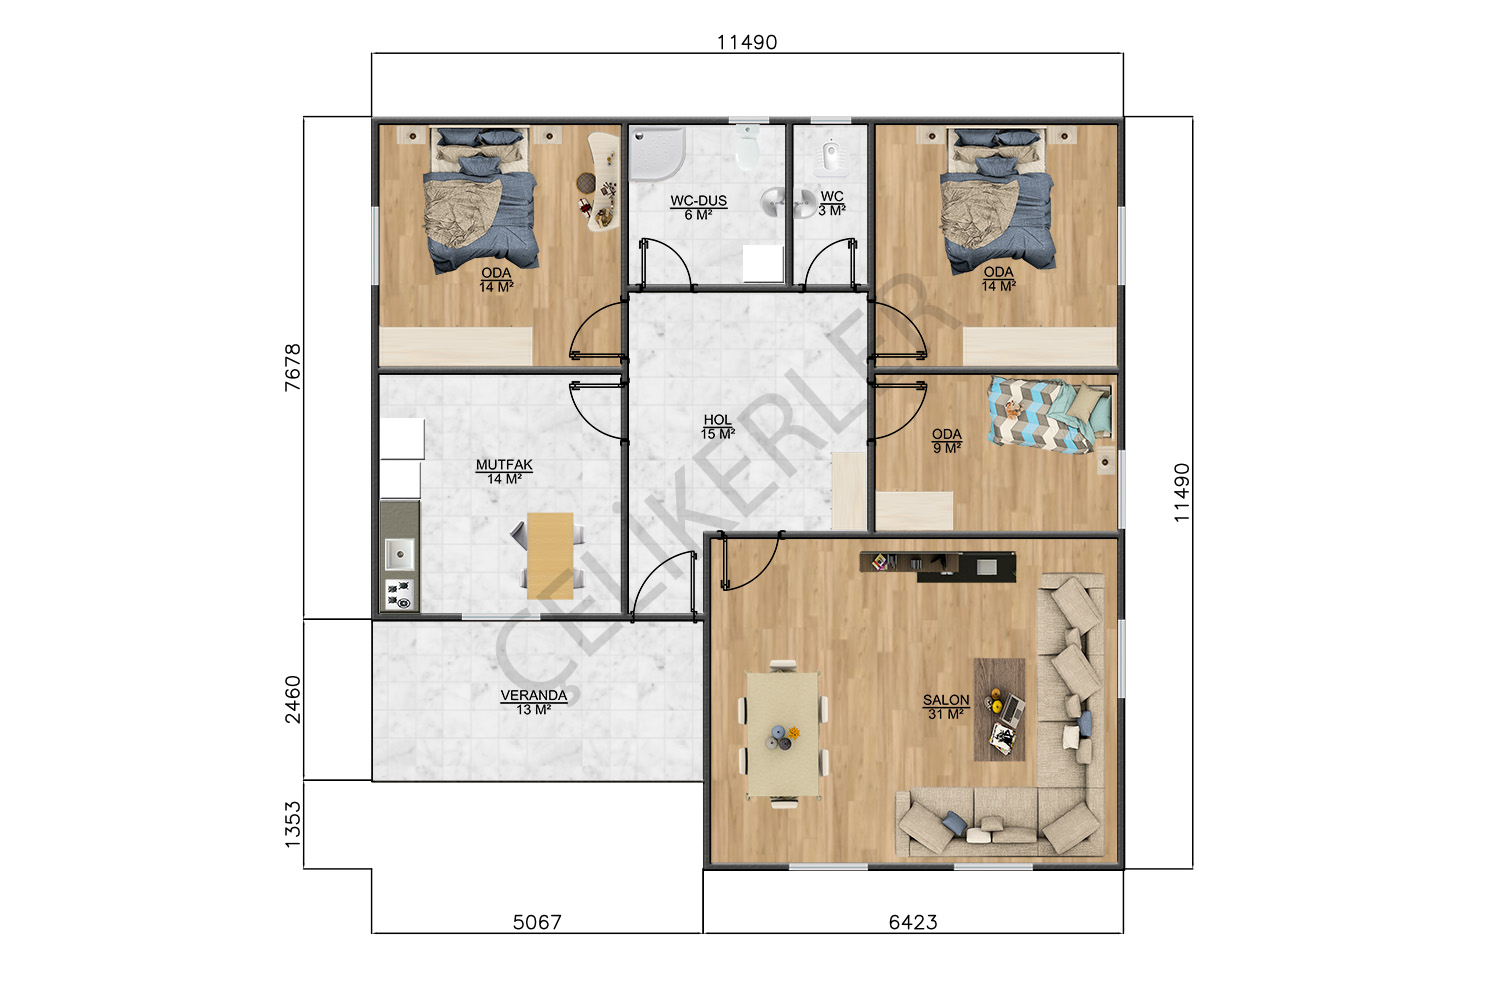 11490
WC-DUS
6 M²
WC
3 M²
ODA
14 M²
ODA
14 M²
7678
HOL
15 M²
ODA
9 M²
MUTFAK
14 M²
11490
ÇELİKERLER
2460
VERANDA
13 M²
SALON
31 M²
1353
5067
6423